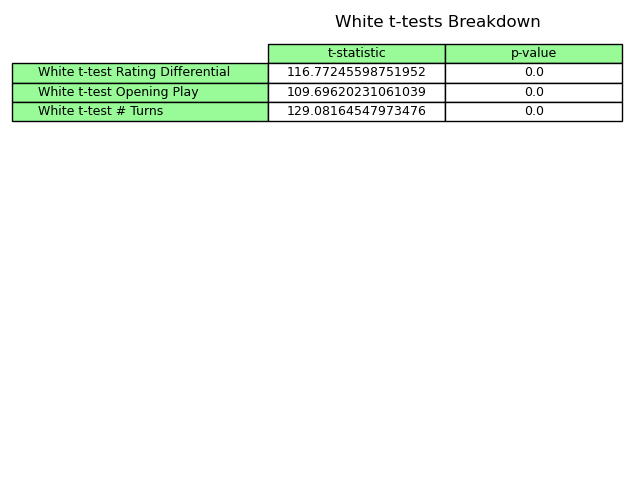 White t-tests Breakdown
t-statistic p-value
White t-test Rating Differential 116.77245598751952 0.0
White t-test Opening Play 109.69620231061039 0.0
White t-test # Turns 129.08164547973476 0.0